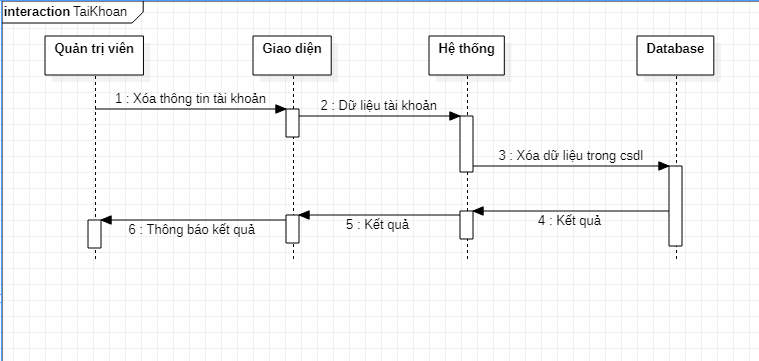 interaction TaiKhoan
Quản trị viên
Giao diện
Hệ thống
Database
1 : Xóa thông tin tài khoản
2 : Dữ liệu tài khoản
3 : Xóa dữ liệu trong csdl
4 : Kết quả
5 : Kết quả
6 : Thông báo kết quả